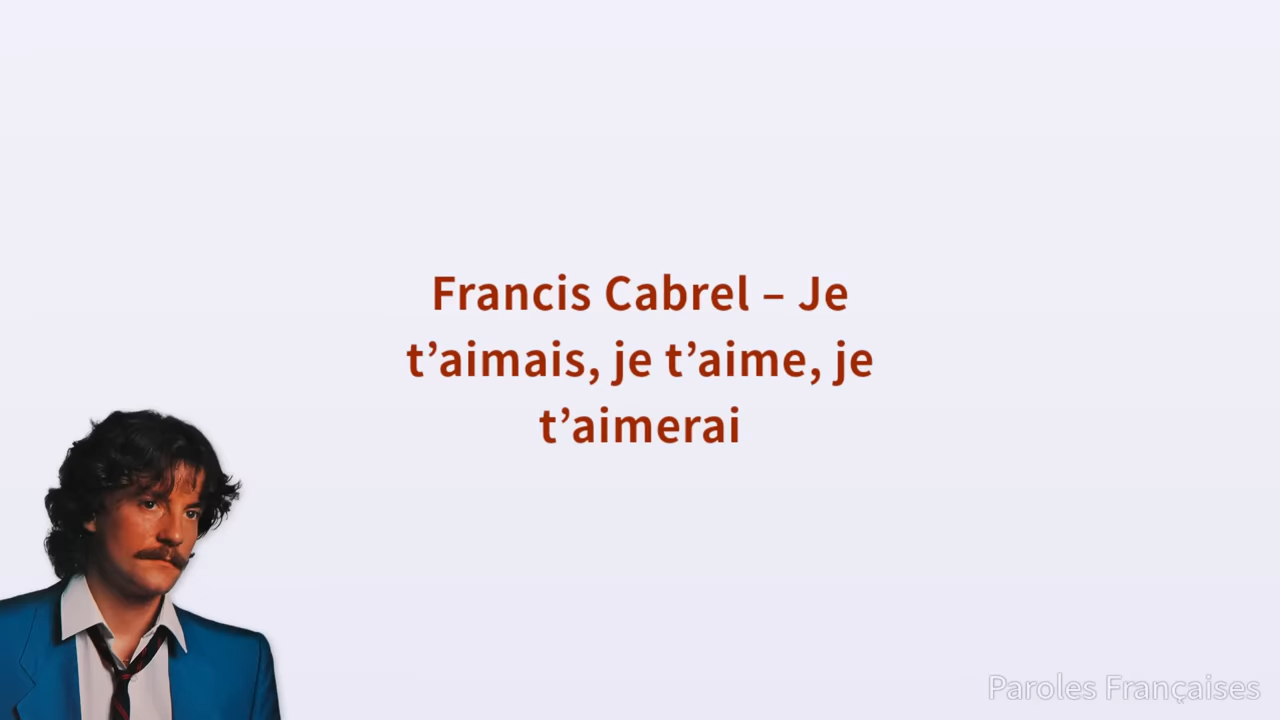 Francis Cabrel – Je
t’aimais, je t’aime, je
t’aimerai
Paroles Françaises